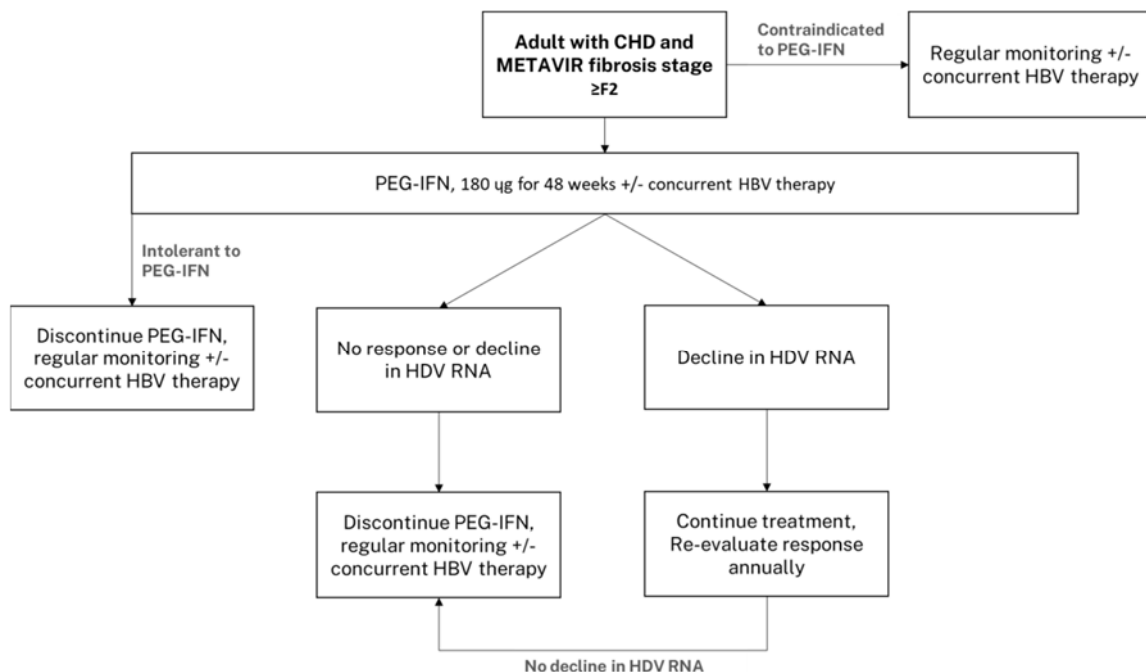 Adult with CHD and
METAVIR fibrosis stage
≥F2
Contraindicated
to PEG-IFN
Regular monitoring +/-
concurrent HBV therapy
PEG-IFN, 180 ųg for 48 weeks +/- concurrent HBV therapy
Intolerant to
PEG-IFN
Discontinue PEG-IFN,
regular monitoring +/-
concurrent HBV therapy
No response or decline
in HDV RNA
Decline in HDV RNA
Discontinue PEG-IFN,
regular monitoring +/-
concurrent HBV therapy
Continue treatment,
Re-evaluate response
annually
No decline in HDV RNA